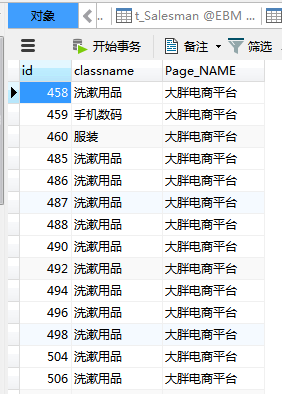 对象 .. t_Salesman @EBM ..
开始事务 备注 筛选
id classname Page_NAME
458 洗漱用品 大胖电商平台
459 手机数码 大胖电商平台
460 服装 大胖电商平台
485 洗漱用品 大胖电商平台
486 洗漱用品 大胖电商平台
487 洗漱用品 大胖电商平台
488 洗漱用品 大胖电商平台
490 洗漱用品 大胖电商平台
492 洗漱用品 大胖电商平台
494 洗漱用品 大胖电商平台
496 洗漱用品 大胖电商平台
498 洗漱用品 大胖电商平台
504 洗漱用品 大胖电商平台
506 洗漱用品 大胖电商平台